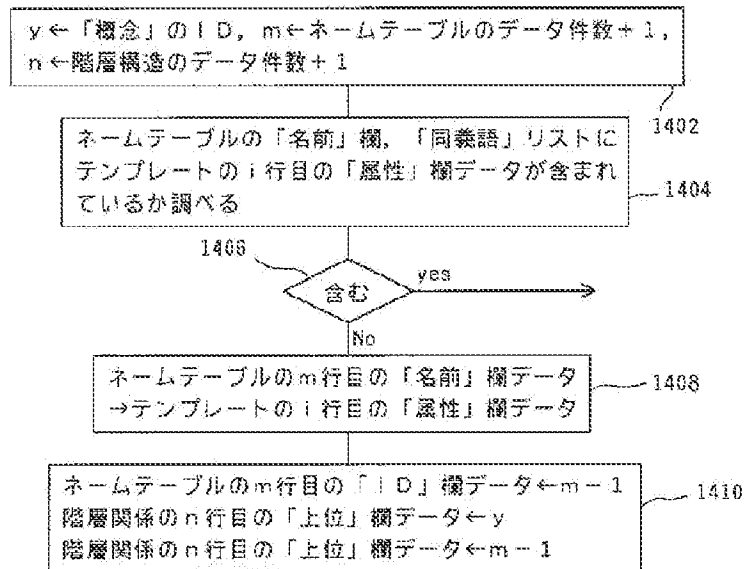 y←「概念」のＩＤ，m←ネームテーブルのデータ件数＋１，
n←階層構造のデータ件数＋１
1402
ネームテーブルの「名前」欄，「同義語」リストに
テンプレートのｉ行目の「属性」欄データが含まれ
ているか調べる
1404
1406
含む
yes
No
ネームテーブルのm行目の「名前」欄データ
→テンプレートのｉ行目の「属性」欄データ
1408
ネームテーブルのm行目の「ＩＤ」欄データ←m－１
階層関係のn行目の「上位」欄データ←y
階層関係のn行目の「上位」欄データ←m－１
1410